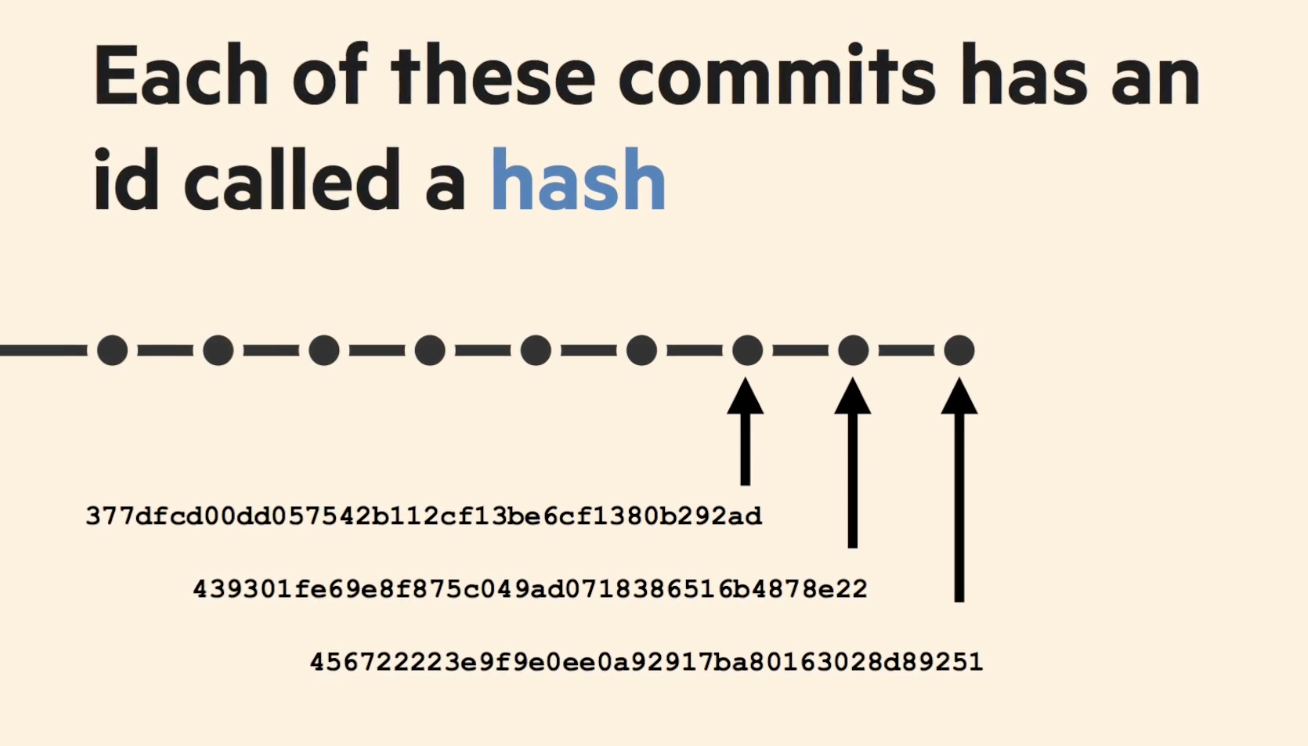 Each of these commits has an
id called a hash
377dfcd00dd057542b112cf13be6cf1380b292ad
439301fe69e8f875c049ad0718386516b4878e22
456722223e9f9e0ee0a92917ba80163028d89251